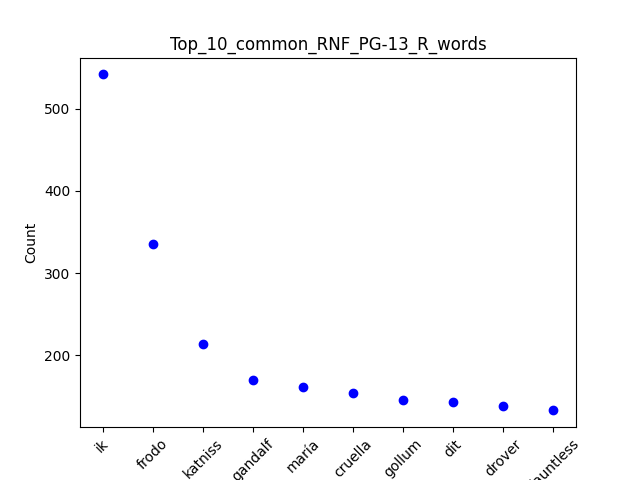 Top_10_common_RNF_PG-13_R_words
Count
500
400
300
200
ik
frodo
katniss
gandalf
maría
cruella
gollum
dit
drover